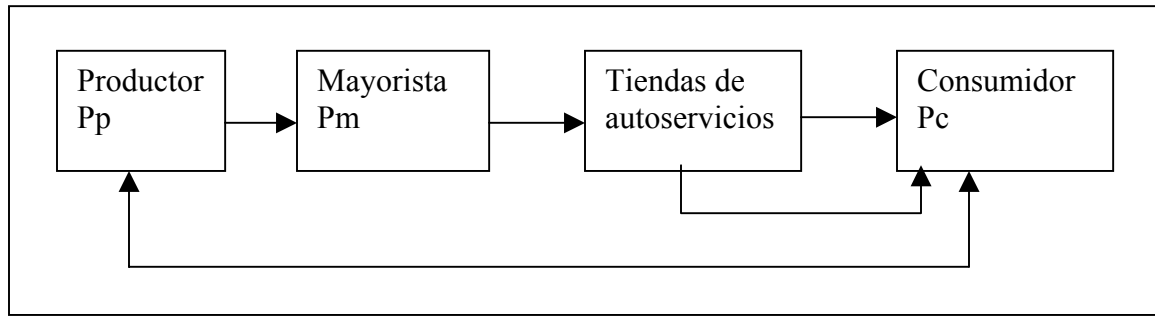 Productor
Pp
Mayorista
Pm
Tiendas de
autoservicios
Consumidor
Pc